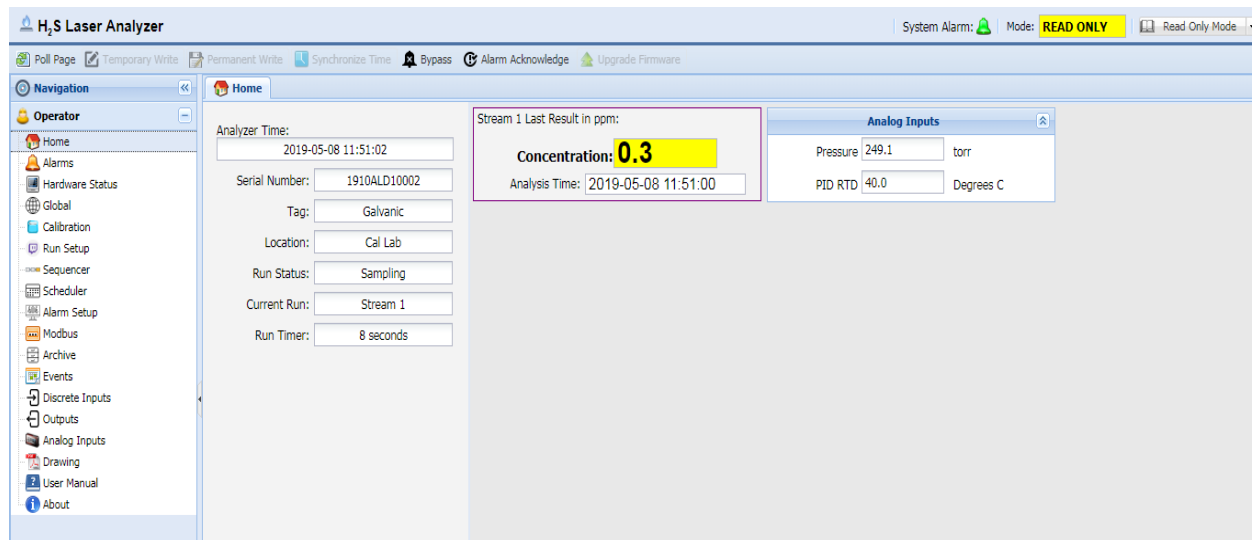 H₂S Laser Analyzer
System Alarm: Mode: READ ONLY Read Only Mode
Poll Page Temporary Write Permanent Write Synchronize Time Bypass Alarm Acknowledge Upgrade Firmware
Navigation
Operator
Home
Alarms
Hardware Status
Global
Calibration
Run Setup
Sequencer
Scheduler
Alarm Setup
Modbus
Archive
Events
Discrete Inputs
Outputs
Analog Inputs
Drawing
User Manual
About
Home
Analyzer Time:
2019-05-08 11:51:02
Serial Number: 1910ALD10002
Tag: Galvanic
Location: Cal Lab
Run Status: Sampling
Current Run: Stream 1
Run Timer: 8 seconds
Stream 1 Last Result in ppm:
Concentration: 0.3
Analysis Time: 2019-05-08 11:51:00
Analog Inputs
Pressure 249.1 torr
PID RTD 40.0 Degrees C